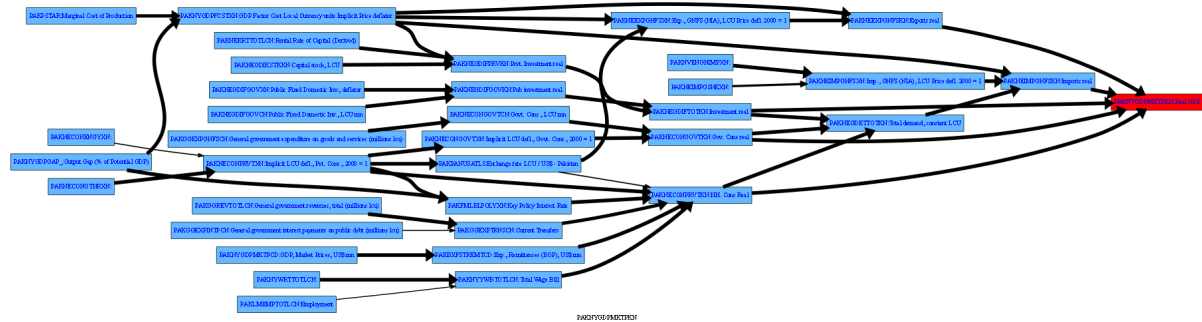 PAKPSTAR:Marginal Cost of Production
PAKNYGDPFCSTXN:GDP Factor Cost Local Currency units Implicit Price deflator
PAKNEEXPGNFSXN:Exp., GNFS (NIA), LCU Price defl. 2000 = 1
PAKNEEXPGNFSKN:Exports real
PAKNEKRTTOTLCN:Rental Rate of Capital (Derived)
PAKNEGDIKSTKKN:Capital stock, LCU
PAKNEGDIFPRVKN:Prvt. Investment real
PAKNEIMPGNFSXN:Imp., GNFS (NIA), LCU Price defl. 2000 = 1
PAKNEIMPGNFSKN:Imports real
PAKNEGDIFGOVXN:Public Fixed Domestic Inv., deflator
PAKNEGDIFGOVKN:Pub investment real
PAKNEGDIFGOVCN:Public Fixed Domestic Inv., LCU mn
PAKNEGDIFTOTKN:Investment real
PAKNECONGOVTCN:Govt. Cons., LCU mn
PAKNEGDETTOTKN:Total demand, constant LCU
PAKNECONENGYXN:
PAKGGEXPGNFSCN:General government expenditure on goods and services (millions lcu)
PAKNECONGOVTXN:Implicit LCU defl., Govt. Cons., 2000 = 1
PAKNECONGOVTKN:Govt. Cons real
PAKNYGDPGAP_:Output Gap (% of Potential GDP)
PAKNECONPRVTXN:Implicit LCU defl., Pvt. Cons., 2000 = 1
PAKPANUSATLS:Exchange rate LCU / US$ - Pakistan
PAKNECONOTHRXN:
PAKNECONPRVTKN:HH. Cons Real
PAKGGREVTOTLCN:General government revenues, total (millions lcu)
PAKFMLBLPOLYXN:Key Policy Interest Rate
PAKGGEXPINTPCN:General government interest payments on public debt (millions lcu)
PAKGGEXPTRNSCN:Current Transfers
PAKNYGDPMKTPCD:GDP, Market Prices, US$ mn
PAKBXFSTREMTCD:Exp., Remittances (BOP), US$ mn
PAKNYWRTTOTLCN:
PAKNYYWBTOTLCN:Total Wage Bill
PAKLMEMPTOTLCN:Employment
PAKNYGDPMKTPKN